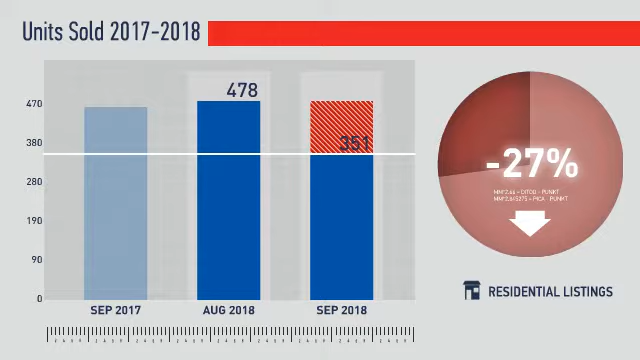 Units Sold 2017-2018
478
351
470
380
280
190
90
0
SEP 2017
AUG 2018
SEP 2018
-27%
RESIDENTIAL LISTINGS